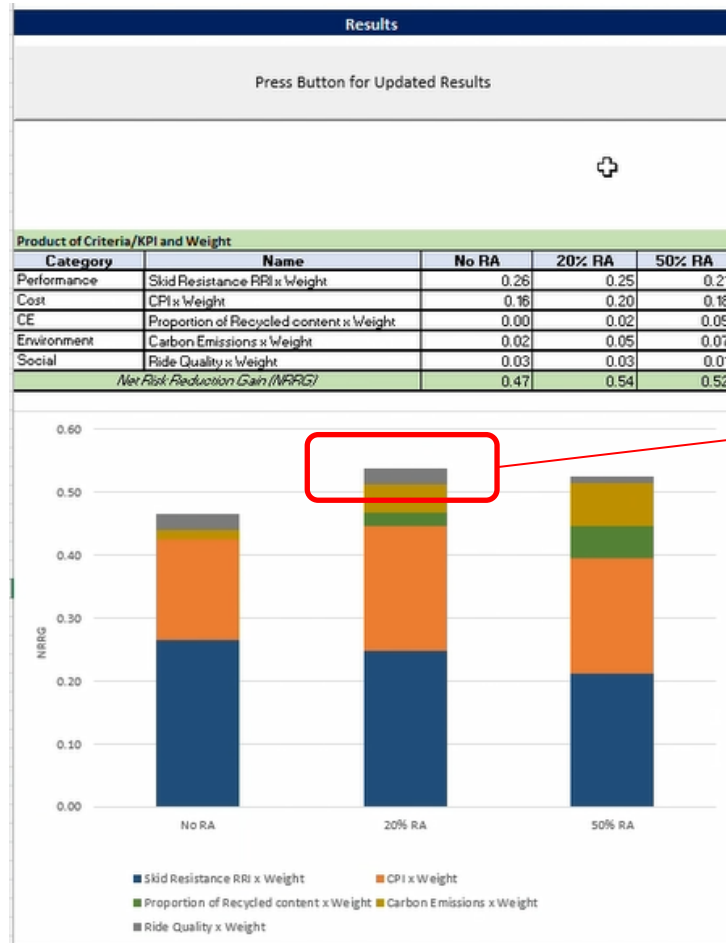 Results
Press Button for Updated Results
Product of Criteria/KPI and Weight
Category Name No RA 20% RA 50% RA
Performance Skid Resistance RRI x Weight 0.26 0.25 0.21
Cost CPI x Weight 0.16 0.20 0.18
CE Proportion of Recycled content x Weight 0.00 0.02 0.05
Environment Carbon Emissions x Weight 0.02 0.05 0.07
Social Ride Quality x Weight 0.03 0.03 0.01
Net Risk Reduction Gain (NRRG) 0.47 0.54 0.52
0.60
0.50
0.40
0.30
0.20
0.10
0.00
NRRG
No RA 20% RA 50% RA
Skid Resistance RRI x Weight CPI x Weight
Proportion of Recycled content x Weight Carbon Emissions x Weight
Ride Quality x Weight